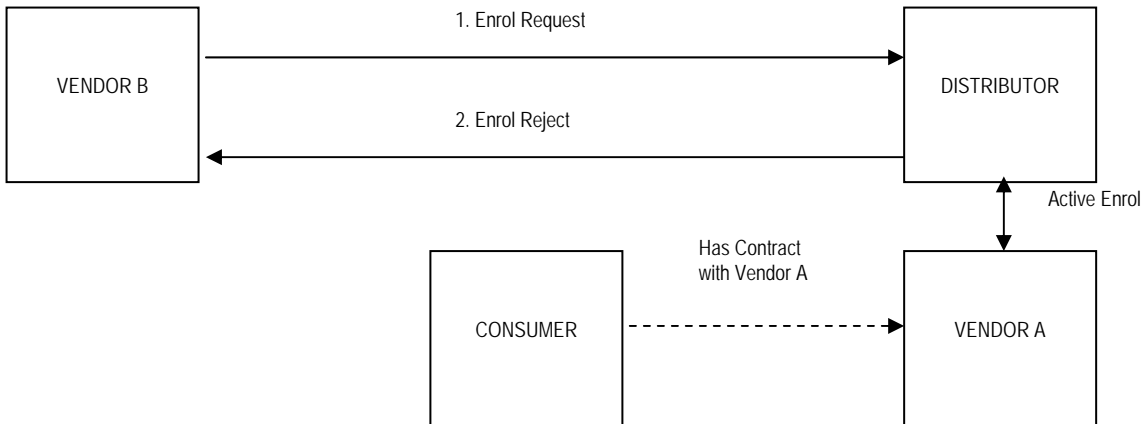 1. Enrol Request
VENDOR B
DISTRIBUTOR
2. Enrol Reject
Active Enrol
Has Contract
with Vendor A
CONSUMER
VENDOR A